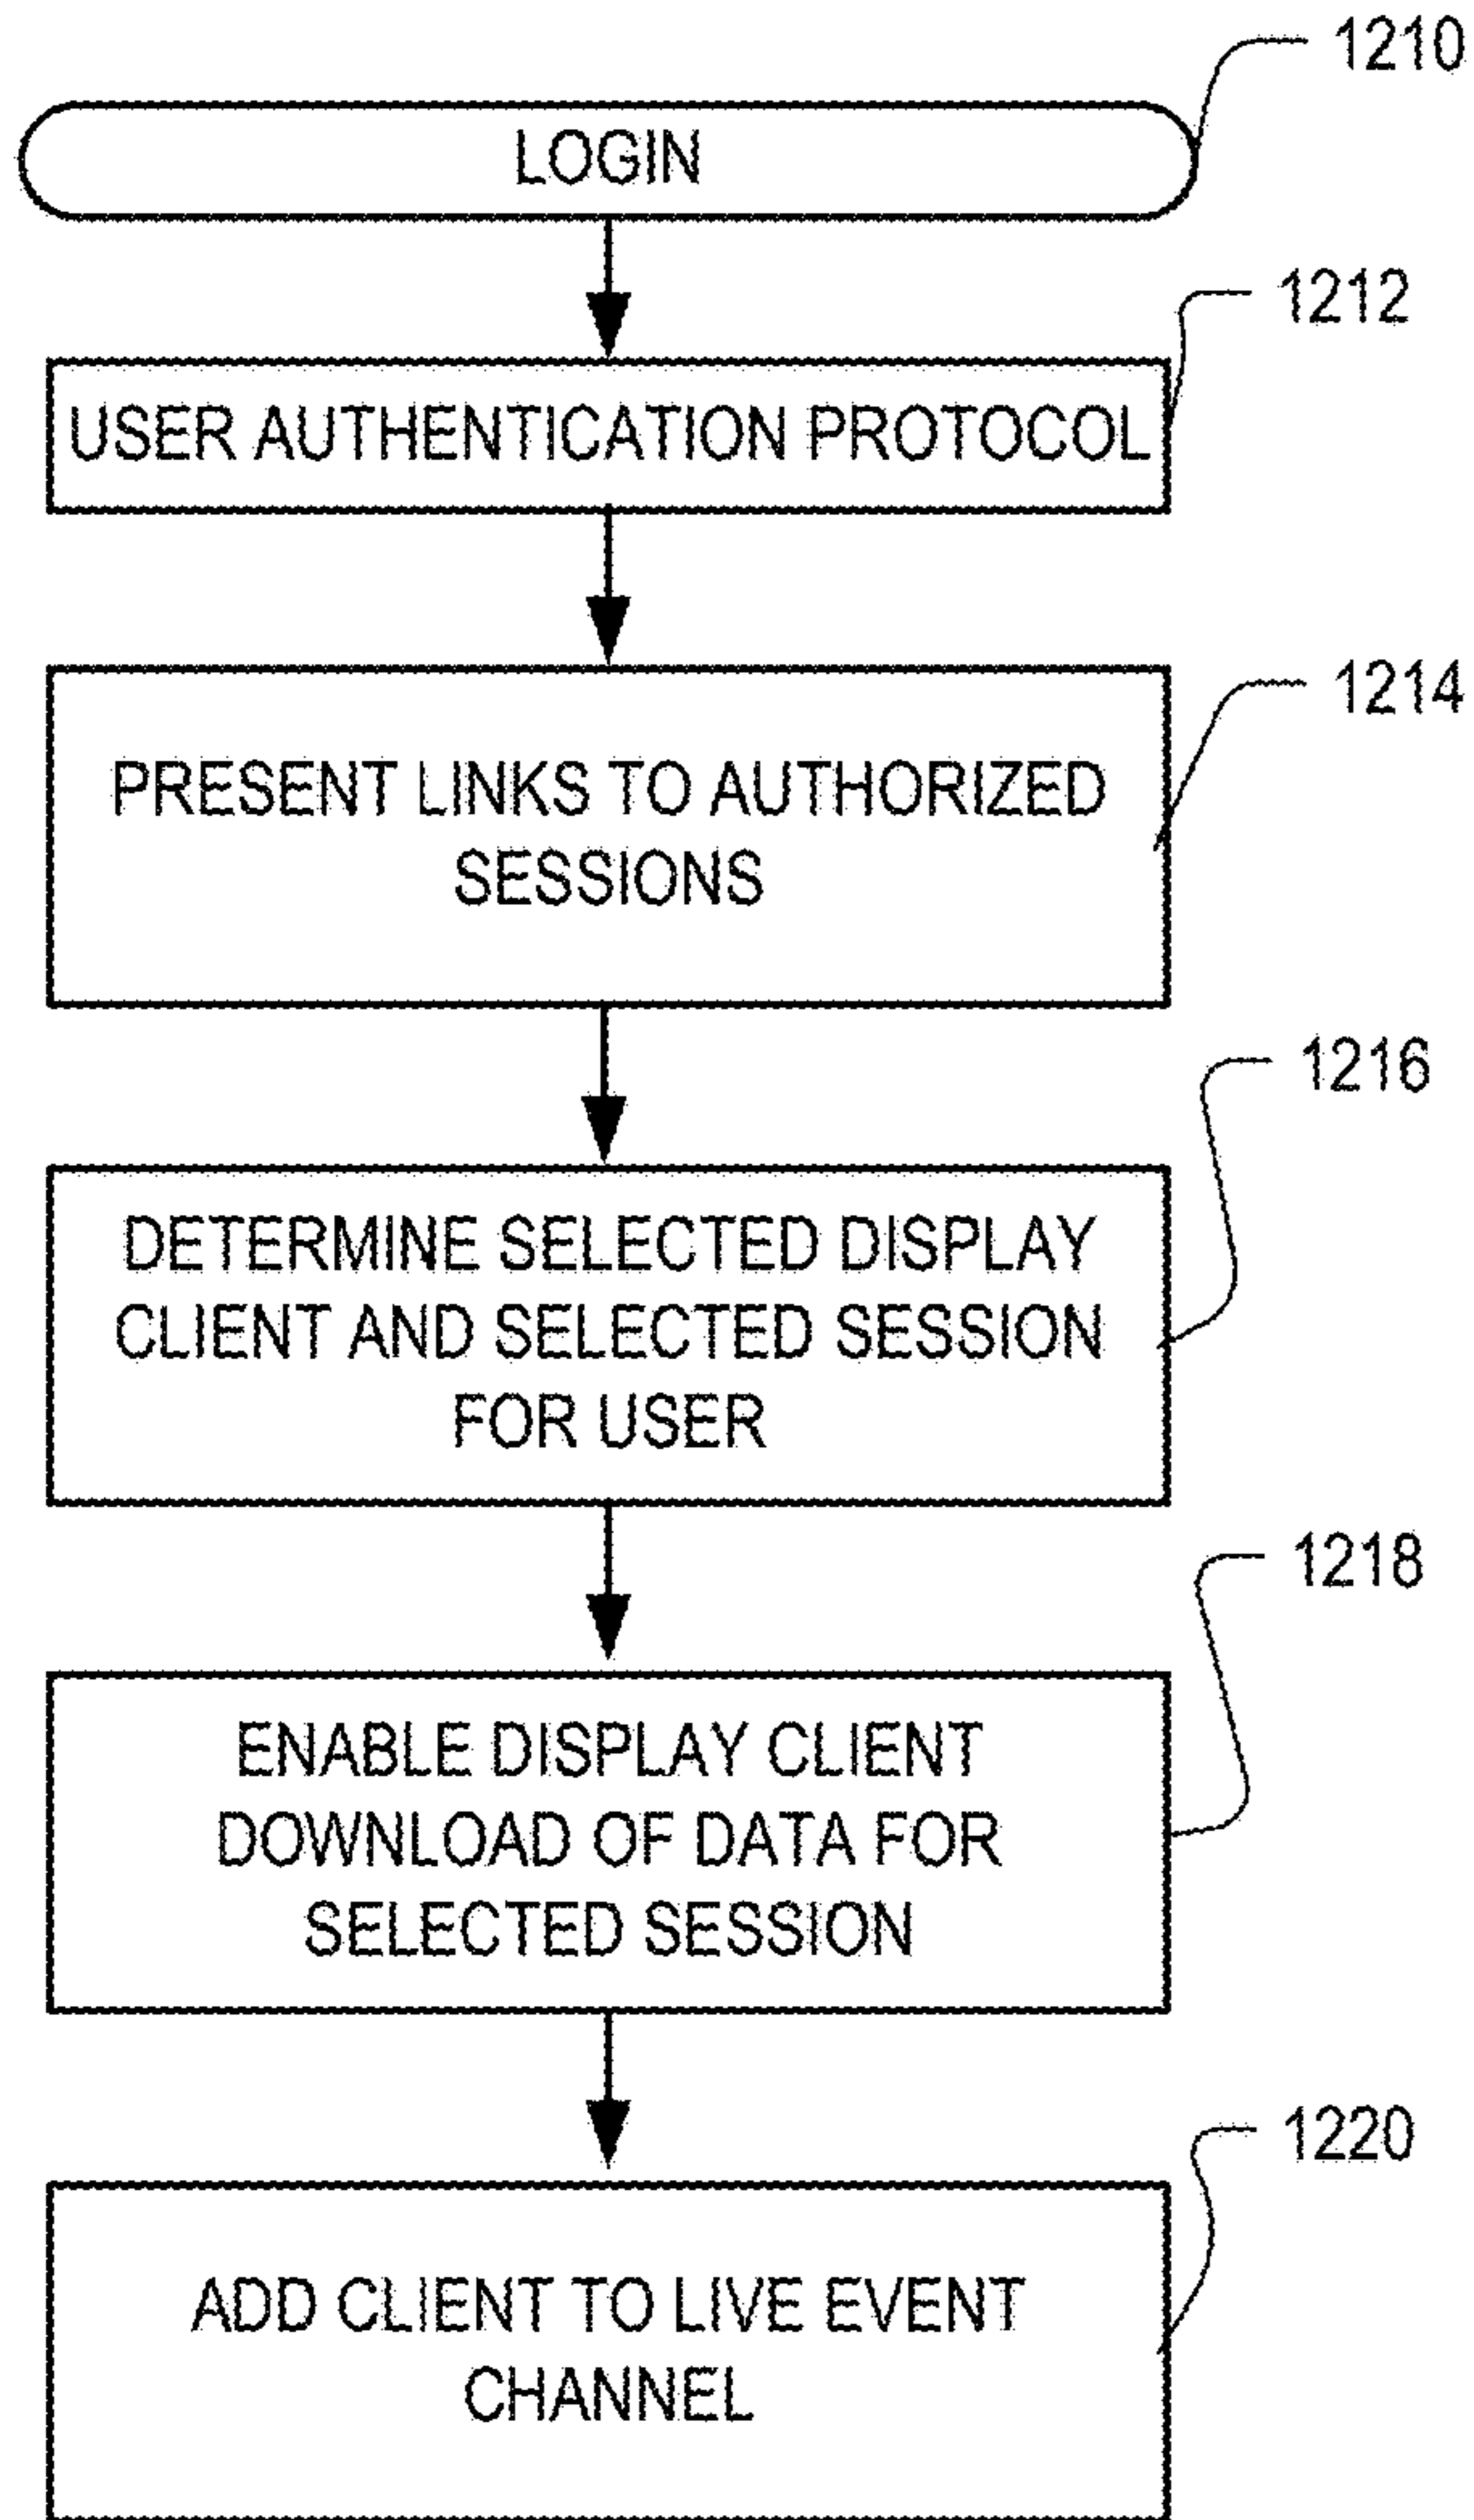 1210
LOGIN
1212
USER AUTHENTICATION PROTOCOL
1214
PRESENT LINKS TO AUTHORIZED
SESSIONS
1216
DETERMINE SELECTED DISPLAY
CLIENT AND SELECTED SESSION
FOR USER
1218
ENABLE DISPLAY CLIENT
DOWNLOAD OF DATA FOR
SELECTED SESSION
1220
ADD CLIENT TO LIVE EVENT
CHANNEL